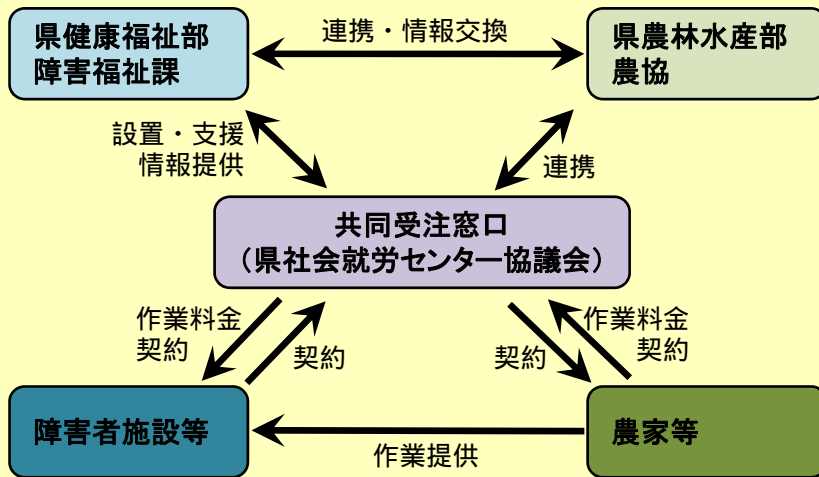 県健康福祉部
障害福祉課
連携・情報交換
県農林水産部
農協
設置・支援
情報提供
連携
共同受注窓口
（県社会就労センター協議会）
作業料金
契約
契約
契約
作業料金
契約
障害者施設等
作業提供
農家等